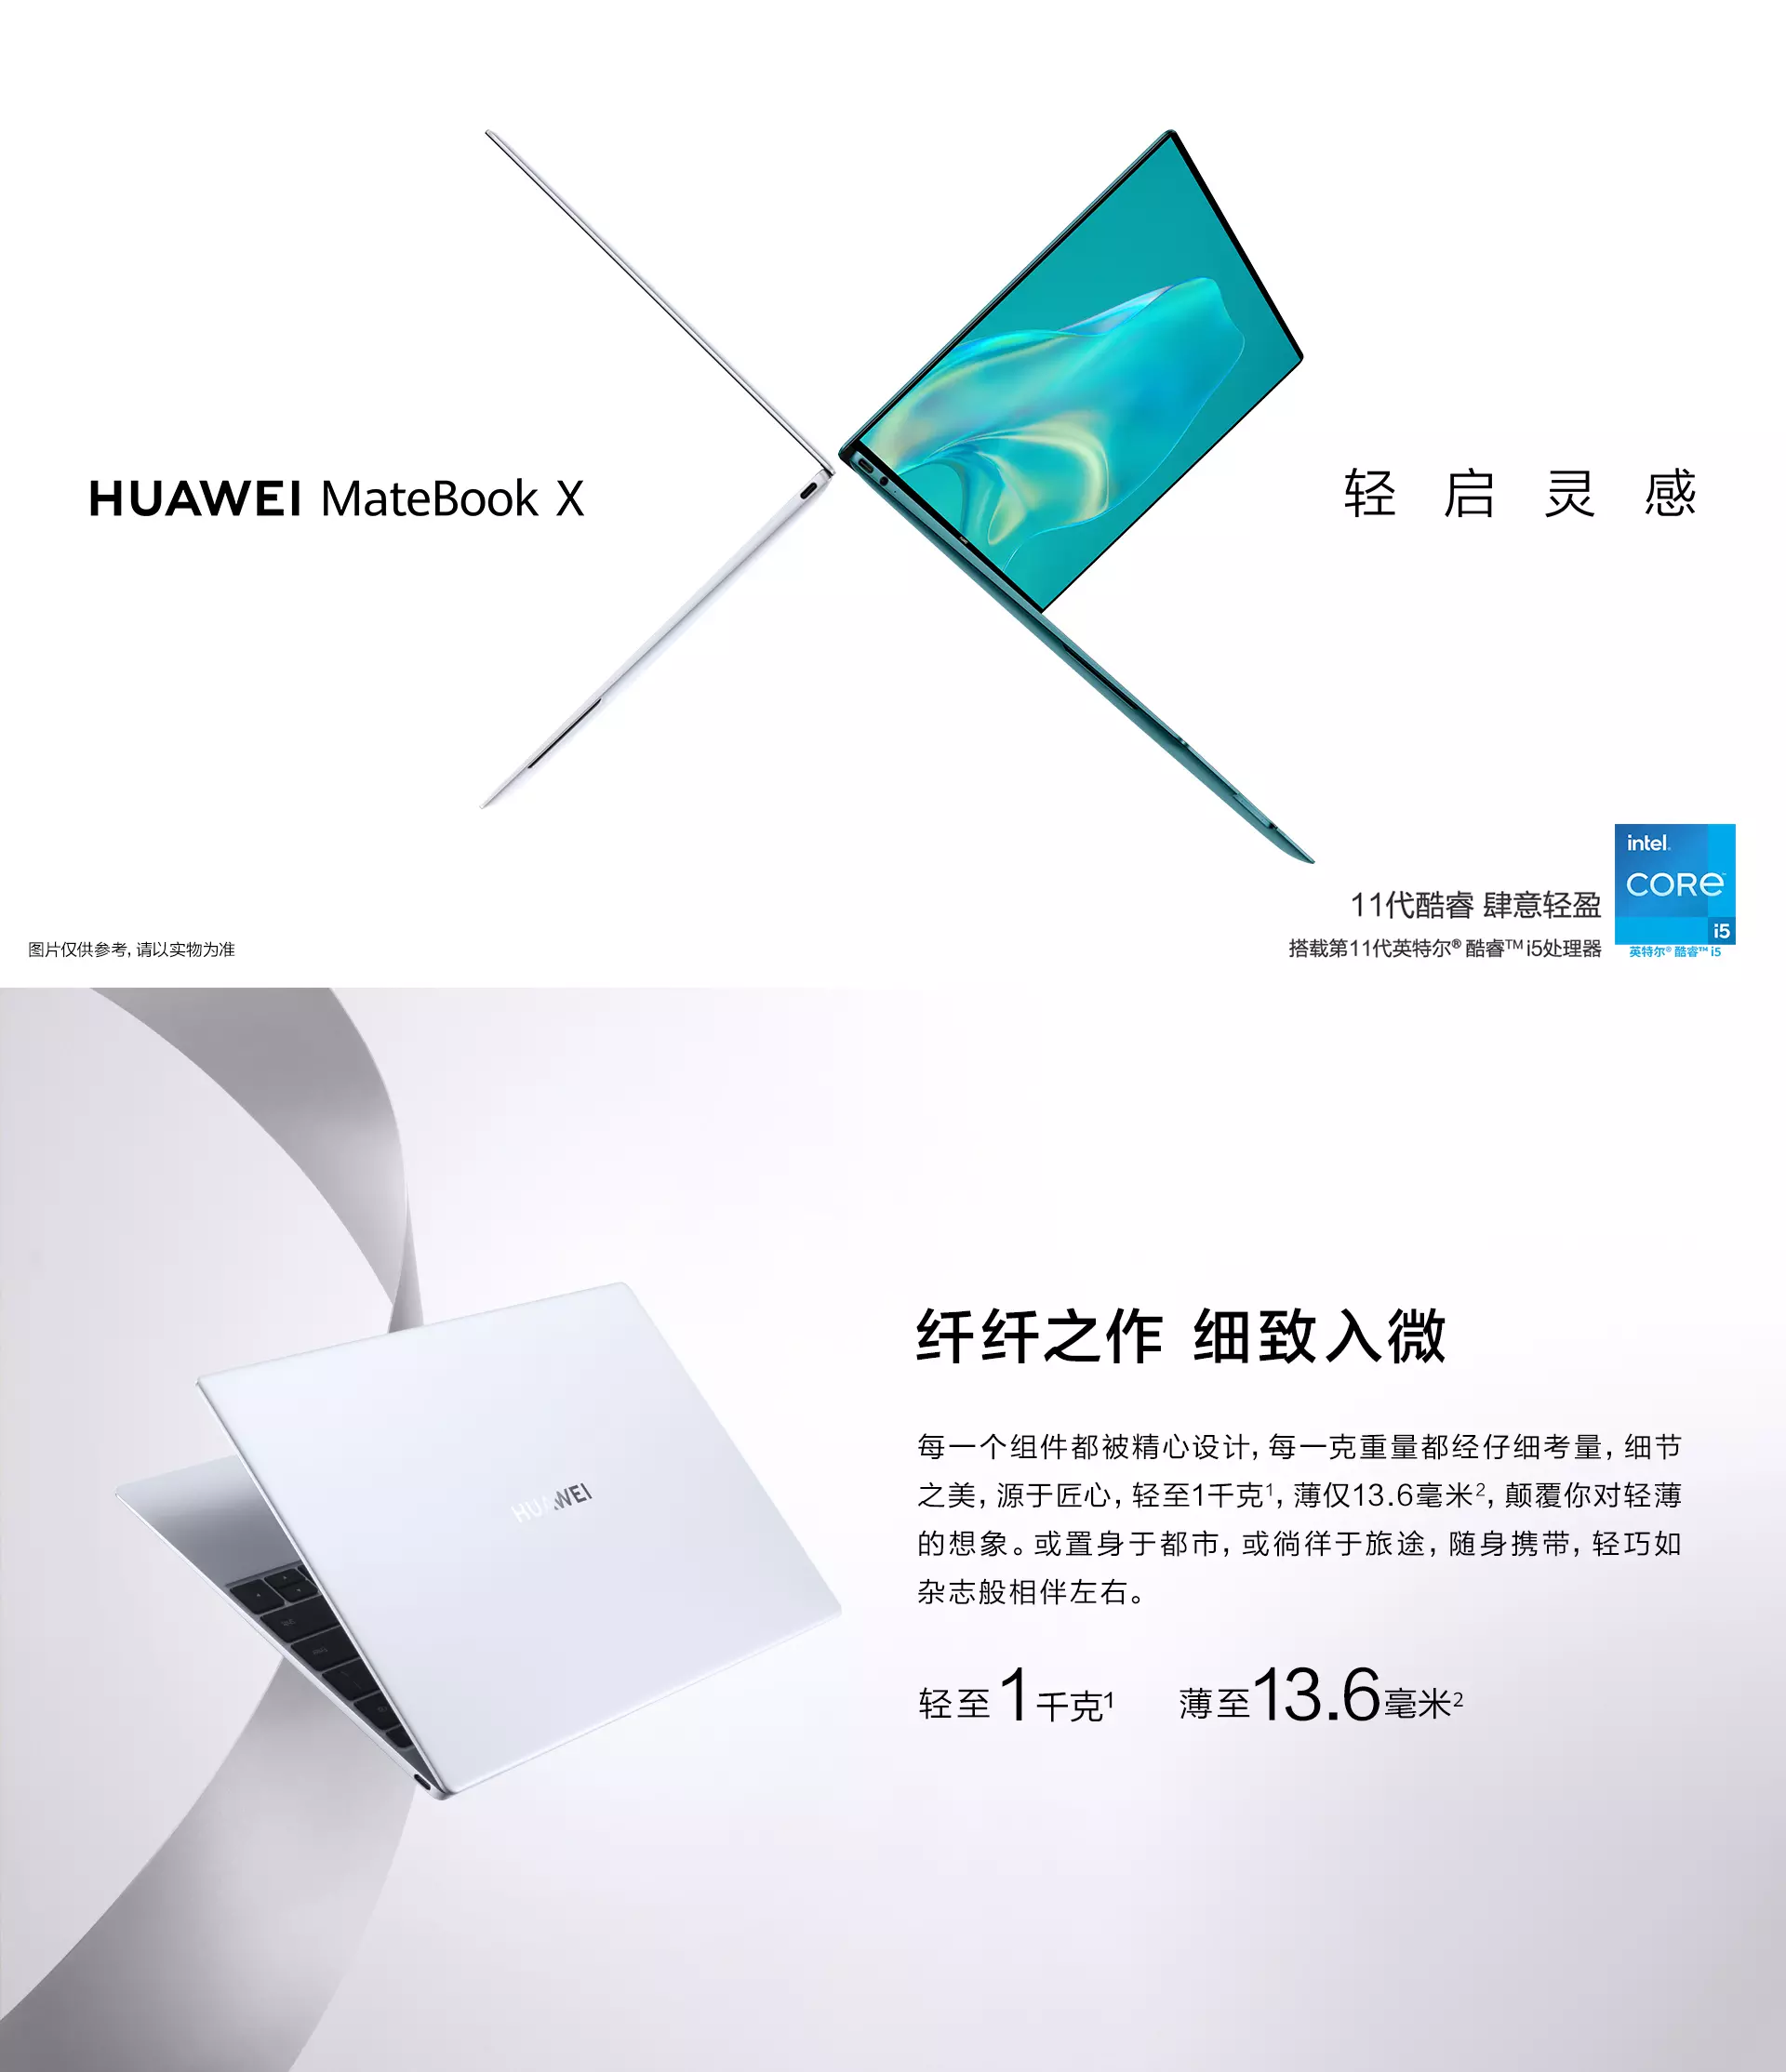 HUAWEI MateBook X
轻启灵感
intel.
CORe™
i5
英特尔® 酷睿™ i5
11代酷睿 肆意轻盈
搭载第11代英特尔® 酷睿™ i5处理器
图片仅供参考, 请以实物为准
HUAWEI
纤纤之作 细致入微
每一个组件都被精心设计, 每一克重量都经仔细考量, 细节
之美, 源于匠心, 轻至1千克¹, 薄仅13.6毫米², 颠覆你对轻薄
的想象。或置身于都市, 或徜徉于旅途, 随身携带, 轻巧如
杂志般相伴左右。
轻至1千克¹ 薄至13.6毫米²